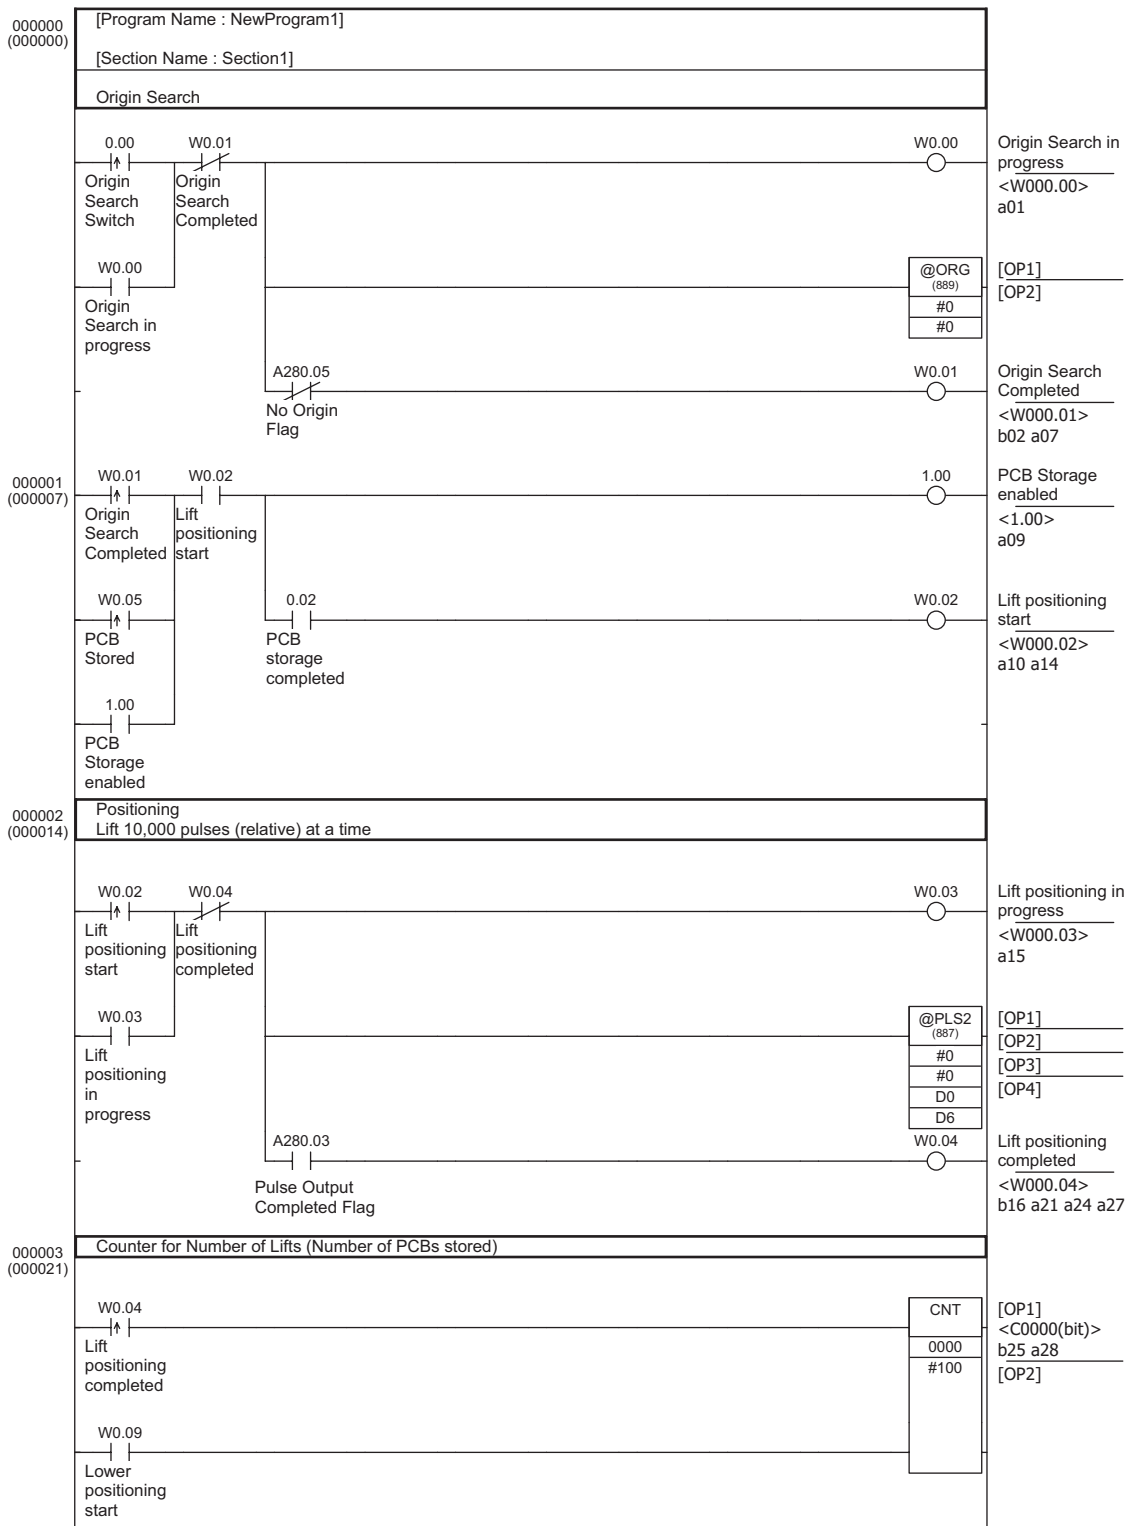 000000
(000000)
[Program Name : NewProgram1]
[Section Name : Section1]
Origin Search
0.00
Origin
Search
Switch
W0.01
Origin
Search
Completed
W0.00
Origin Search in
progress
<W000.00>
a01
W0.00
Origin
Search in
progress
@ORG
(889)
#0
#0
[OP1]
[OP2]
A280.05
No Origin
Flag
W0.01
Origin Search
Completed
<W000.01>
b02 a07
000001
(000007)
W0.01
Origin
Search
Completed
W0.02
Lift
positioning
start
1.00
PCB Storage
enabled
<1.00>
a09
W0.05
PCB
Stored
0.02
PCB
storage
completed
W0.02
Lift positioning
start
<W000.02>
a10 a14
1.00
PCB
Storage
enabled
000002
(000014)
Positioning
Lift 10,000 pulses (relative) at a time
W0.02
Lift
positioning
start
W0.04
Lift
positioning
completed
W0.03
Lift positioning in
progress
<W000.03>
a15
W0.03
Lift
positioning
in
progress
@PLS2
(887)
#0
#0
D0
D6
[OP1]
[OP2]
[OP3]
[OP4]
A280.03
Pulse Output
Completed Flag
W0.04
Lift positioning
completed
<W000.04>
b16 a21 a24 a27
000003
(000021)
Counter for Number of Lifts (Number of PCBs stored)
W0.04
Lift
positioning
completed
CNT
0000
#100
[OP1]
<C0000(bit)>
b25 a28
[OP2]
W0.09
Lower
positioning
start